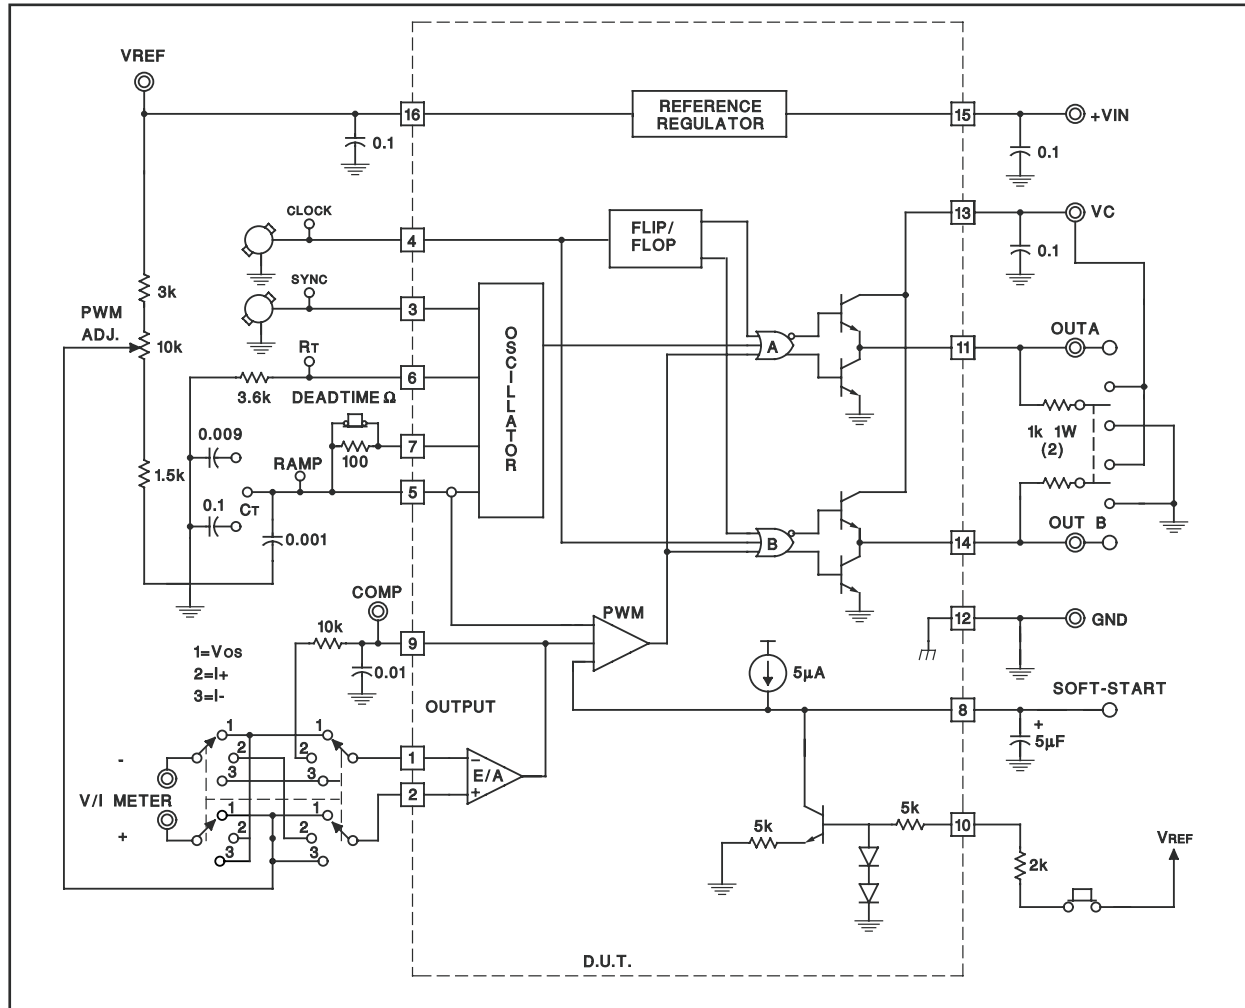 VREF
16
REFERENCE
REGULATOR
15
+VIN
0.1
0.1
CLOCK
4
FLIP/
FLOP
13
VC
0.1
SYNC
3
3k
PWM
ADJ.
10k
OSCILLATOR
A
11
OUTA
RT
6
3.6k
DEADTIME Ω
0.009
7
100
1k 1W
(2)
1.5k
RAMP
5
CT
0.1
0.001
B
14
OUT B
COMP
PWM
12
GND
10k
9
1=VOS
2=I+
3=I-
0.01
5µA
SOFT-START
OUTPUT
8
+
5µF
1
1
2
2
3
3
-
1
−
E/A
+
2
V/I METER
+
1
1
2
2
3
3
5k
5k
10
VREF
2k
D.U.T.